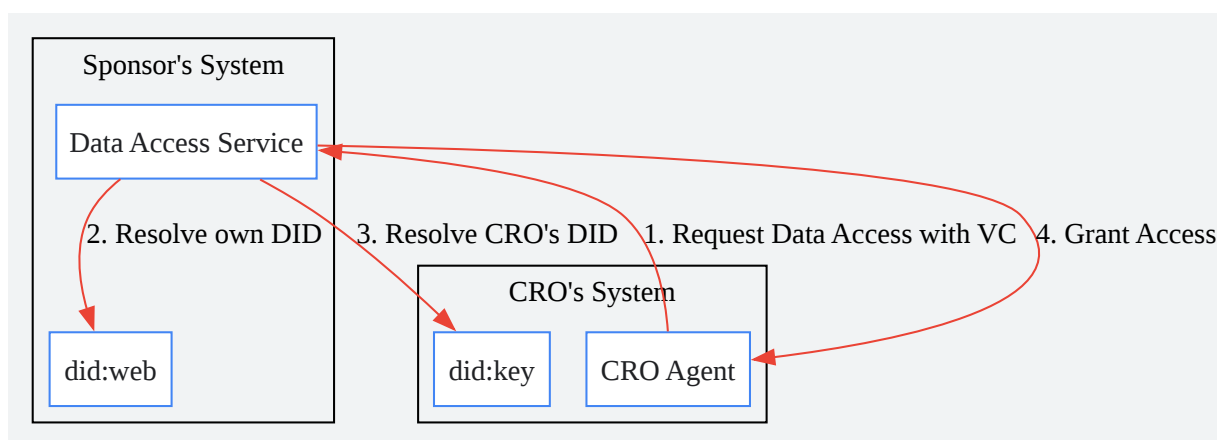 Sponsor's System
Data Access Service
2. Resolve own DID
3. Resolve CRO's DID
1. Request Data Access with VC
4. Grant Access
CRO's System
did:web
did:key
CRO Agent